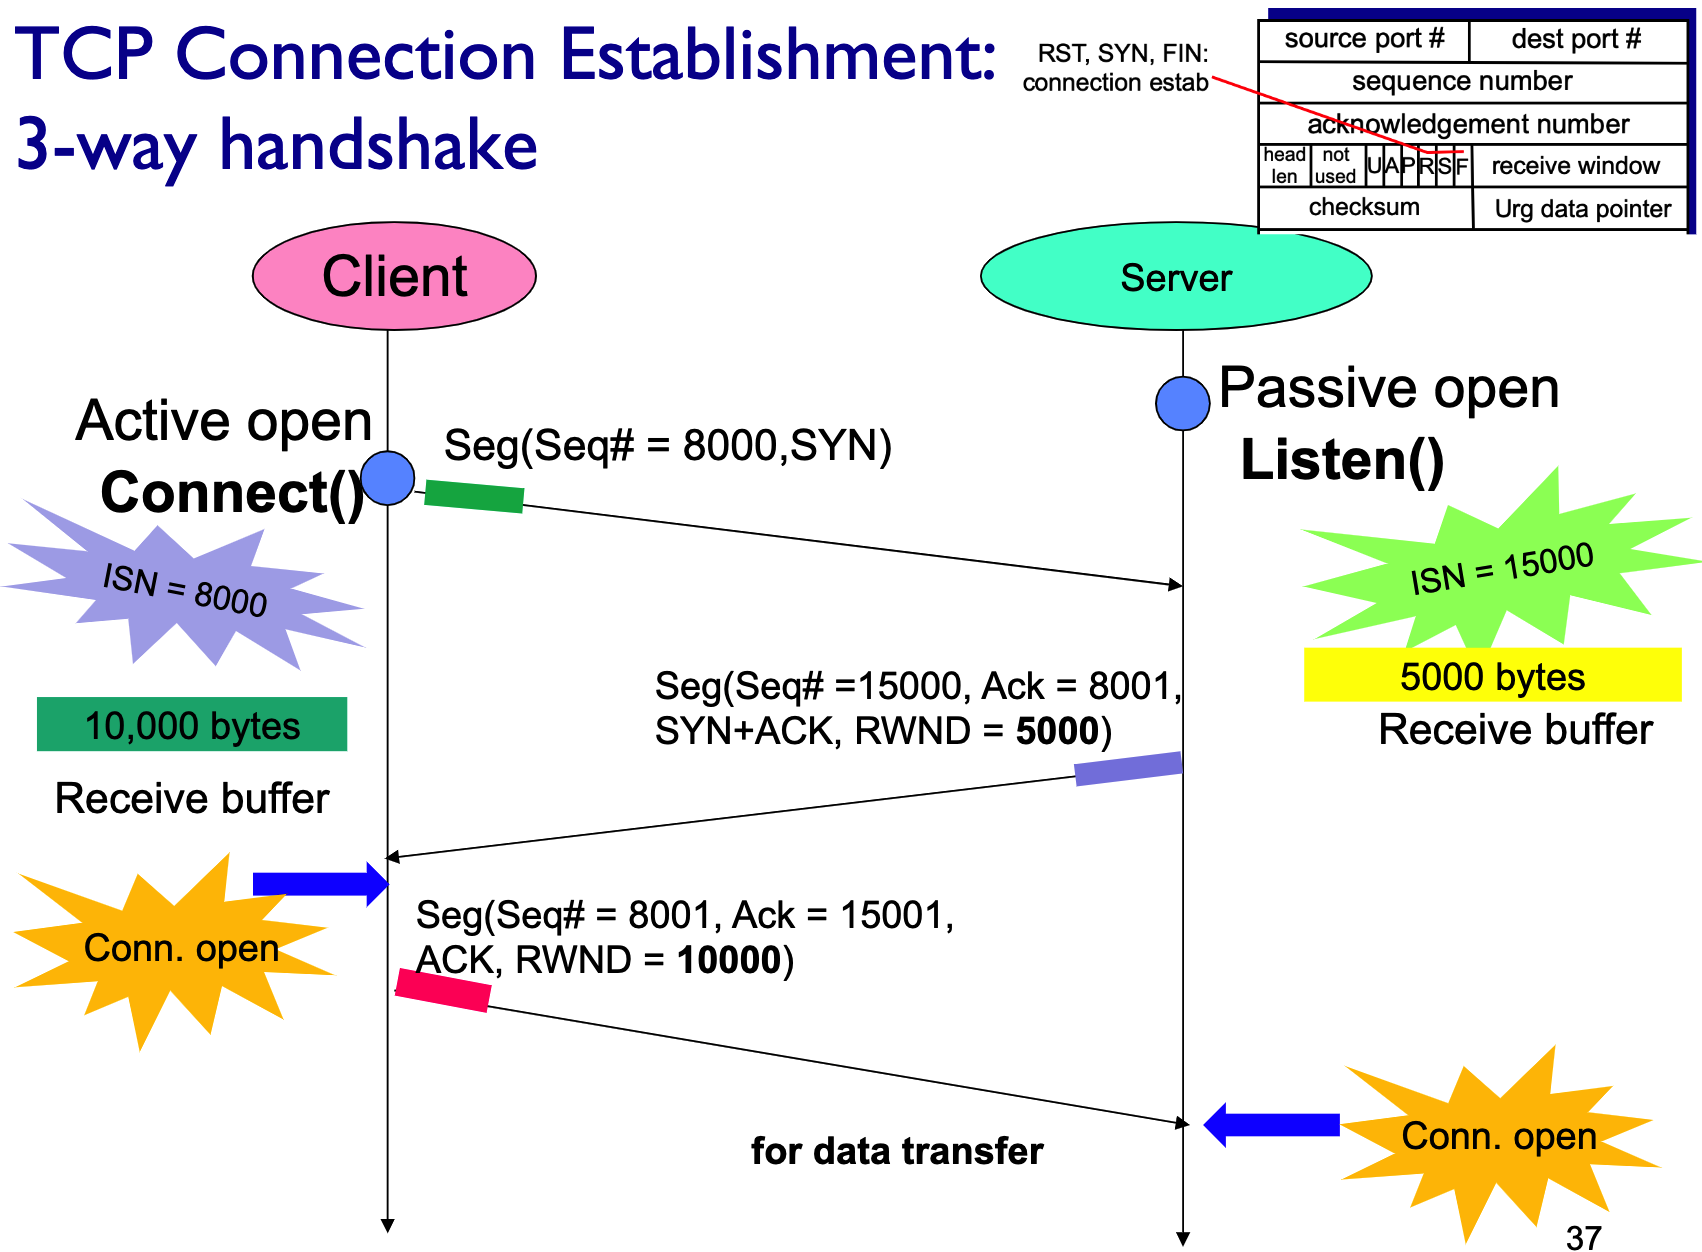 TCP Connection Establishment:
3-way handshake
RST, SYN, FIN:
connection estab
source port #
dest port #
sequence number
acknowledgement number
head
len
not
used
U A P R S F
receive window
checksum
Urg data pointer
Client
Server
Active open
Connect()
Passive open
Listen()
Seg(Seq# = 8000,SYN)
ISN = 8000
ISN = 15000
Seg(Seq# =15000, Ack = 8001,
SYN+ACK, RWND = 5000)
5000 bytes
Receive buffer
10,000 bytes
Receive buffer
Conn. open
Seg(Seq# = 8001, Ack = 15001,
ACK, RWND = 10000)
for data transfer
Conn. open
37